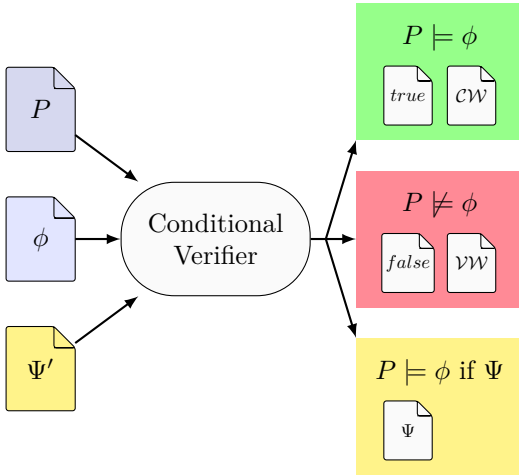 P
ϕ
Ψ′
Conditional
Verifier
P ⊨ ϕ
true
CW
P ⊭ ϕ
false
VW
P ⊨ ϕ if Ψ
Ψ